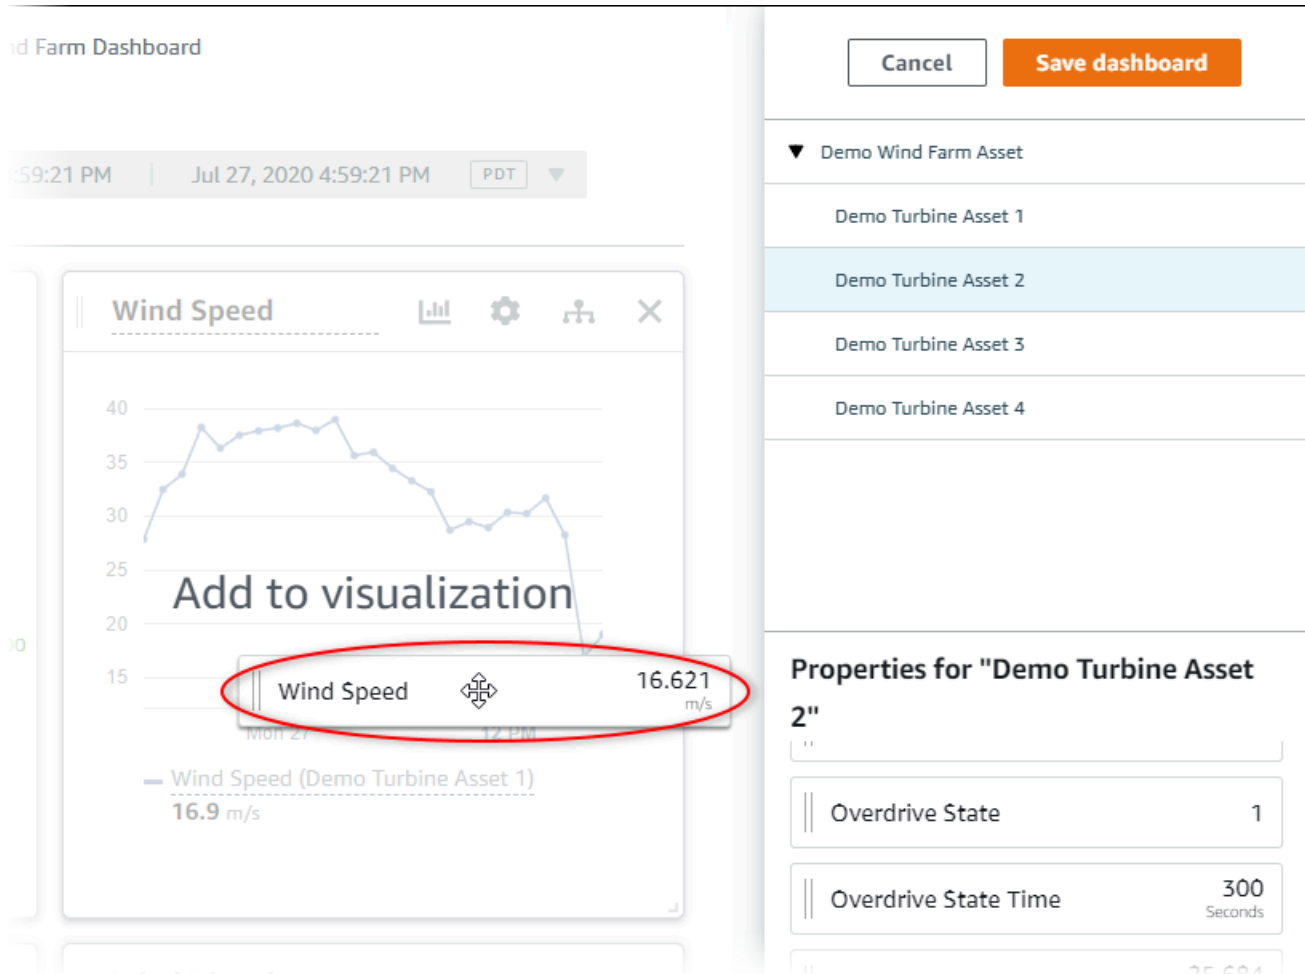 nd Farm Dashboard
Cancel
Save dashboard
:59:21 PM
Jul 27, 2020 4:59:21 PM
PDT
Demo Wind Farm Asset
Demo Turbine Asset 1
Demo Turbine Asset 2
Demo Turbine Asset 3
Demo Turbine Asset 4
Wind Speed
40
35
30
25
20
15
Add to visualization
Wind Speed
16.621
m/s
Mon 27
12 PM
Wind Speed (Demo Turbine Asset 1)
16.9 m/s
Properties for "Demo Turbine Asset
2"
Overdrive State
1
Overdrive State Time
300
Seconds